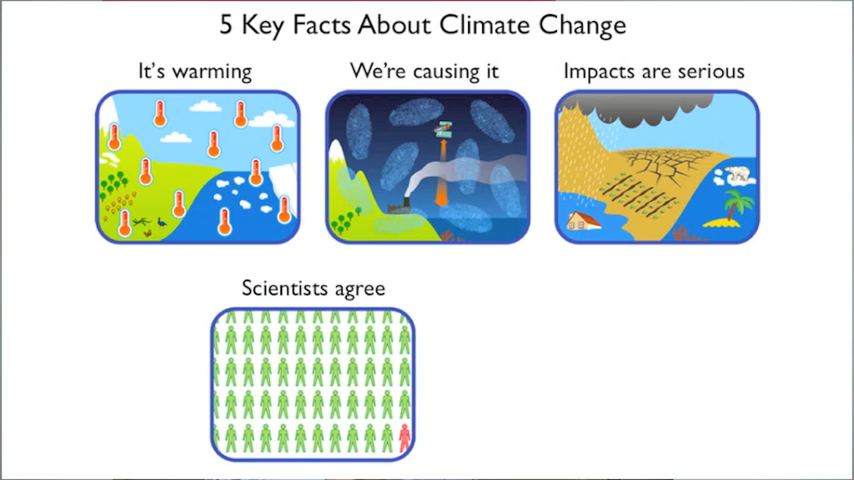 5 Key Facts About Climate Change
It's warming
We're causing it
Impacts are serious
Scientists agree